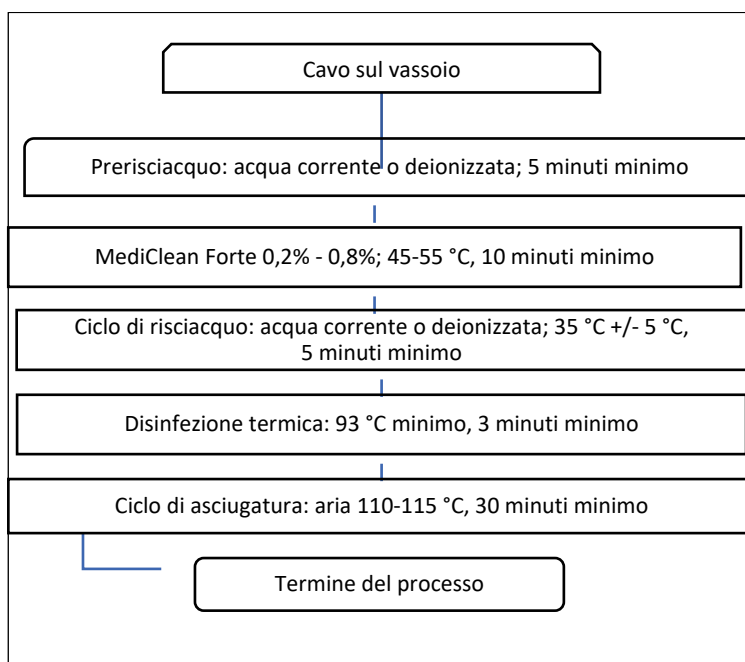 Cavo sul vassoio
Prerisciacquo: acqua corrente o deionizzata; 5 minuti minimo
MediClean Forte 0,2% - 0,8%; 45-55 °C, 10 minuti minimo
Ciclo di risciacquo: acqua corrente o deionizzata; 35 °C +/- 5 °C,
5 minuti minimo
Disinfezione termica: 93 °C minimo, 3 minuti minimo
Ciclo di asciugatura: aria 110-115 °C, 30 minuti minimo
Termine del processo